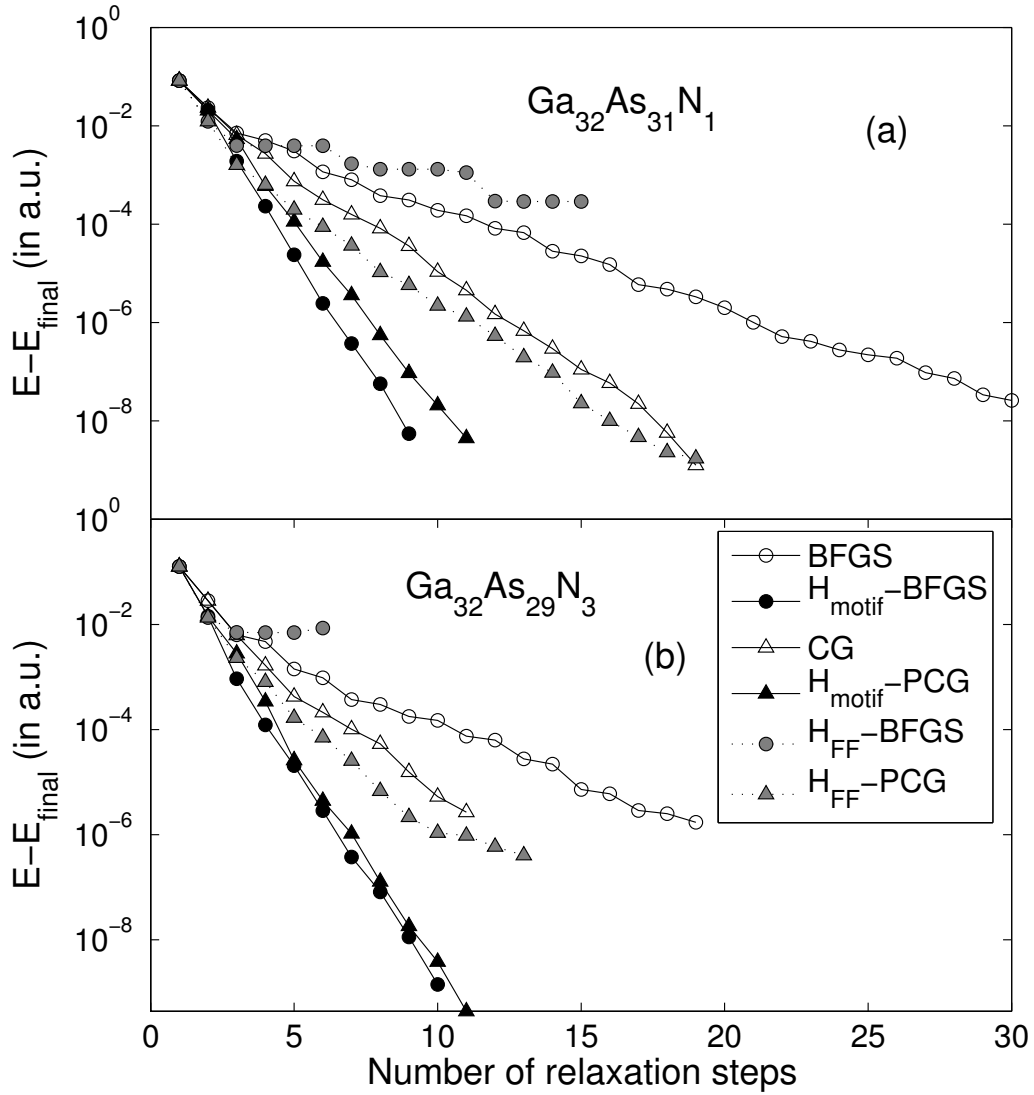 10^0
10^−2
10^−4
10^−6
10^−8
10^0
E−E_final (in a.u.)
Ga_32As_31N_1
(a)
10^−2
10^−4
10^−6
10^−8
E−E_final (in a.u.)
Ga_32As_29N_3
(b)
BFGS
H_motif−BFGS
CG
H_motif−PCG
H_FF−BFGS
H_FF−PCG
0 5 10 15 20 25 30
Number of relaxation steps